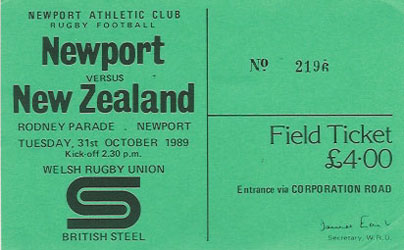 NEWPORT ATHLETIC CLUB
RUGBY FOOTBALL
Newport
VERSUS
New Zealand
RODNEY PARADE . NEWPORT
TUESDAY, 31st OCTOBER 1989
Kick-off 2.30 p.m.
WELSH RUGBY UNION
BRITISH STEEL
Nº 2196
Field Ticket
£4·00
Entrance via CORPORATION ROAD
Secretary, W.R.U.